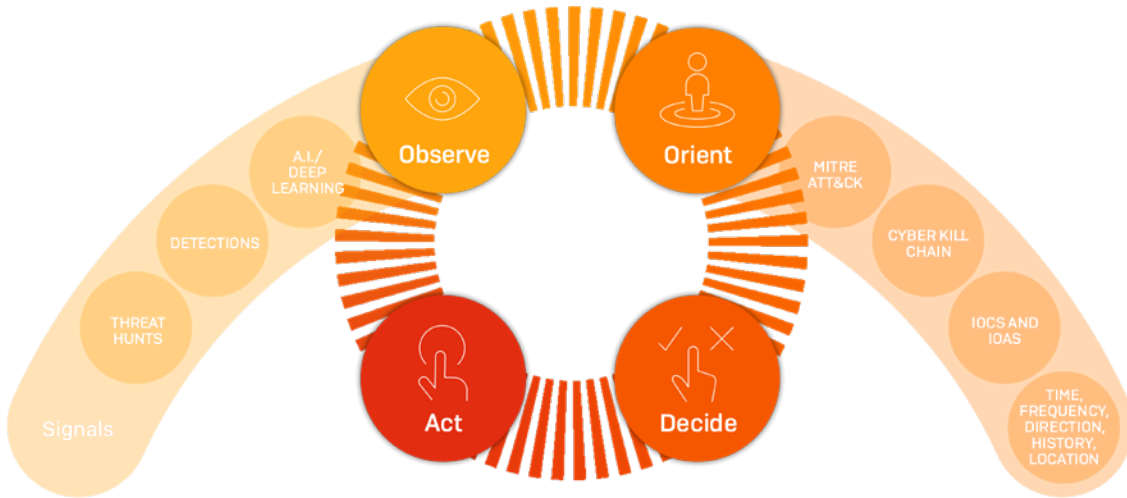 Observe
Orient
Act
Decide
A.I./
DEEP
LEARNING
DETECTIONS
THREAT
HUNTS
Signals
MITRE
ATT&CK
CYBER KILL
CHAIN
IOCS AND
IOAS
TIME,
FREQUENCY,
DIRECTION,
HISTORY,
LOCATION